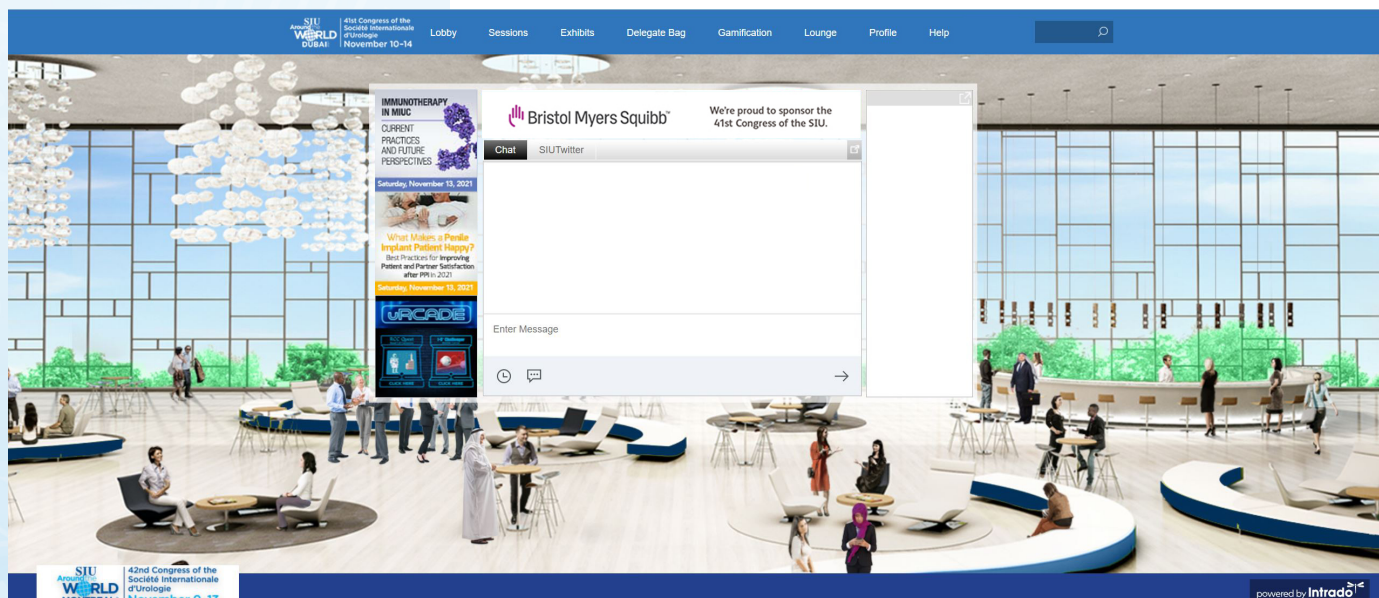 SIU
Around the
WORLD
DUBAI
41st Congress of the
Société Internationale
d'Urologie
November 10-14
Lobby
Sessions
Exhibits
Delegate Bag
Gamification
Lounge
Profile
Help
IMMUNOTHERAPY
IN MIUC
CURRENT
PRACTICES
AND FUTURE
PERSPECTIVES
Saturday, November 13, 2021
What Makes a Penile
Implant Patient Happy?
Best Practices for Improving
Patient and Partner Satisfaction
after PPI in 2021
Saturday, November 13, 2021
uRCADE
CLICK HERE
CLICK HERE
Bristol Myers Squibb™
We're proud to sponsor the
41st Congress of the SIU.
Chat
SIUTwitter
Enter Message
SIU
Around the
WORLD
42nd Congress of the
Société Internationale
d'Urologie
powered by Intrado